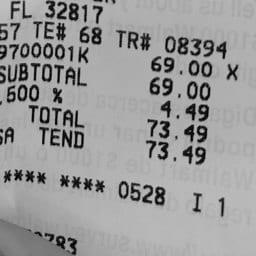 FL 32817
57 TE# 68 TR# 08394
9700001K 69.00 X
SUBTOTAL 69.00
.500 % 4.49
TOTAL 73.49
SA TEND 73.49
**** **** 0528 I 1